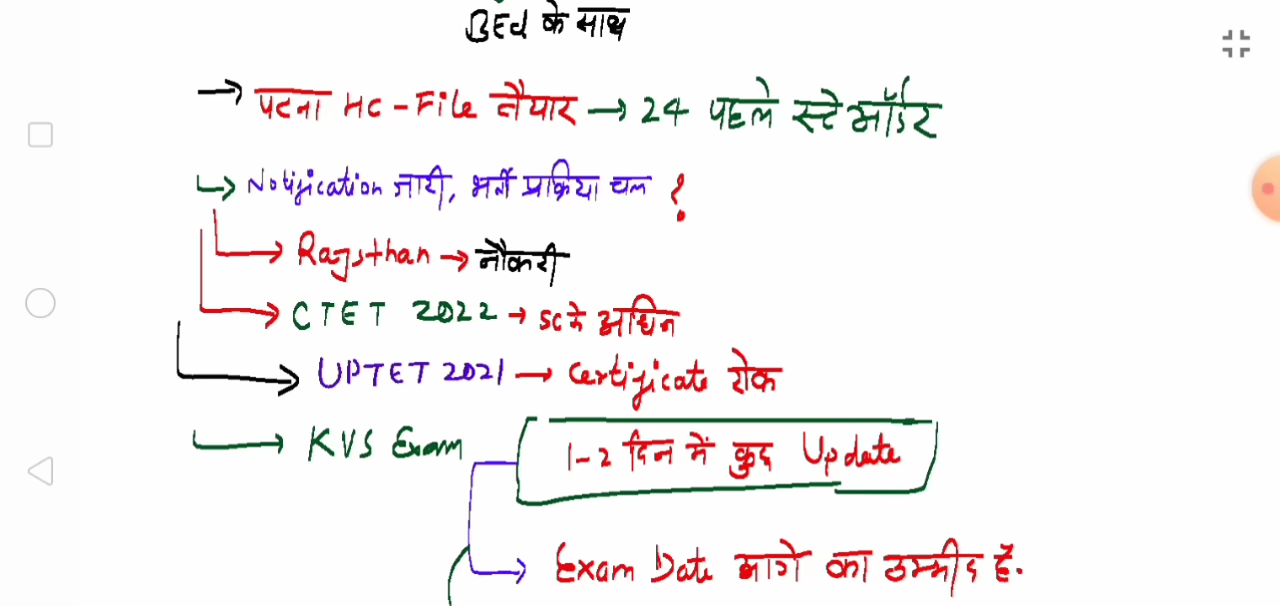 BEd के साथ
→ पटना HC - File तैयार → 24 पहले स्टे ऑर्डर
↳ Notification जारी, भर्ती प्रक्रिया चल ?
→ Rajsthan → नौकरी
→ CTET 2022 → SC के अधिन
→ UPTET 2021 → Certificate रोक
→ KVS Exam 1-2 दिन में कुछ Update
→ Exam Date आगे का उम्मीद है.